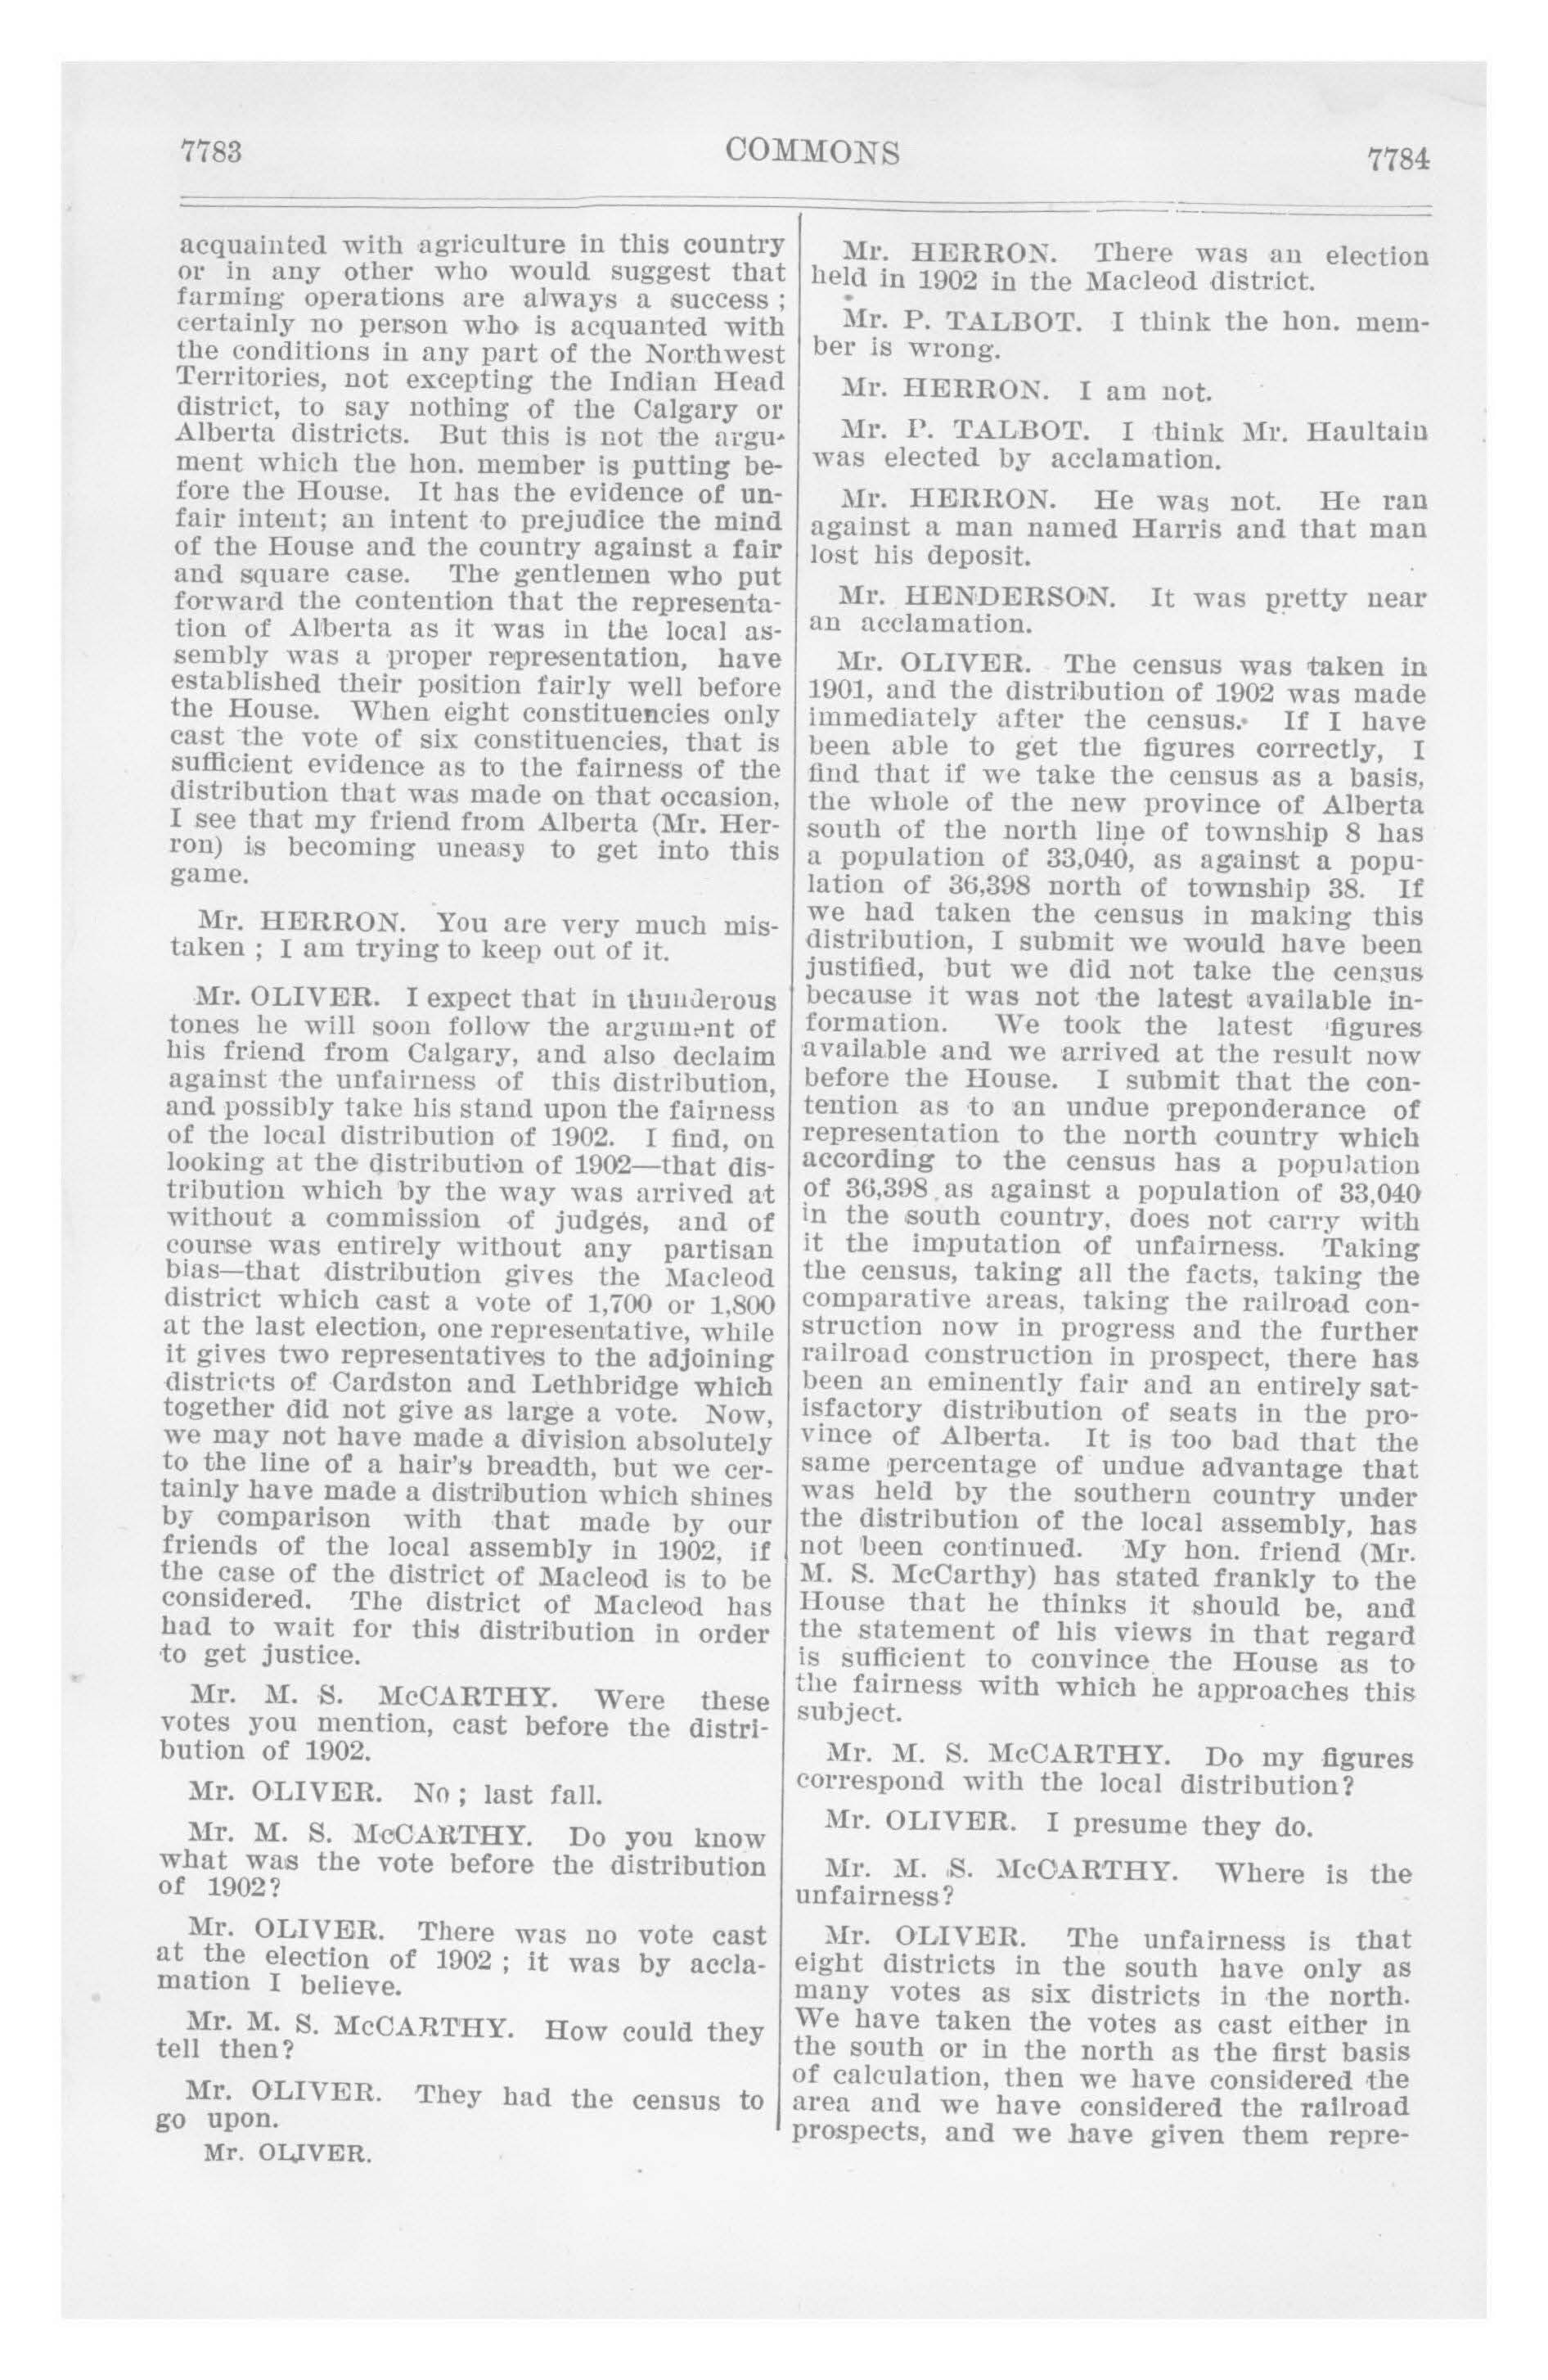 7783
COMMONS
7784
acquainted with agriculture in this country
or in any other who would suggest that
farming operations are always a success ;
certainly no person who is acquanted with
the conditions in any part of the Northwest
Territories, not excepting the Indian Head
district, to say nothing of the Calgary or
Alberta districts. But this is not the argu-
ment which the hon. member is putting be-
fore the House. It has the evidence of un-
fair intent; an intent to prejudice the mind
of the House and the country against a fair
and square case. The gentlemen who put
forward the contention that the representa-
tion of Alberta as it was in the local as-
sembly was a proper representation, have
established their position fairly well before
the House. When eight constituencies only
cast the vote of six constituencies, that is
sufficient evidence as to the fairness of the
distribution that was made on that occasion,
I see that my friend from Alberta (Mr. Her-
ron) is becoming uneasy to get into this
game.
Mr. HERRON. You are very much mis-
taken ; I am trying to keep out of it.
Mr. OLIVER. I expect that in thunderous
tones he will soon follow the argument of
his friend from Calgary, and also declaim
against the unfairness of this distribution,
and possibly take his stand upon the fairness
of the local distribution of 1902. I find, on
looking at the distribution of 1902—that dis-
tribution which by the way was arrived at
without a commission of judges, and of
course was entirely without any partisan
bias—that distribution gives the Macleod
district which cast a vote of 1,700 or 1,800
at the last election, one representative, while
it gives two representatives to the adjoining
districts of Cardston and Lethbridge which
together did not give as large a vote. Now,
we may not have made a division absolutely
to the line of a hair's breadth, but we cer-
tainly have made a distribution which shines
by comparison with that made by our
friends of the local assembly in 1902, if
the case of the district of Macleod is to be
considered. The district of Macleod has
had to wait for this distribution in order
to get justice.
Mr. M. S. McCARTHY. Were these
votes you mention, cast before the distri-
bution of 1902.
Mr. OLIVER. No ; last fall.
Mr. M. S. McCARTHY. Do you know
what was the vote before the distribution
of 1902?
Mr. OLIVER. There was no vote cast
at the election of 1902 ; it was by accla-
mation I believe.
Mr. M. S. McCARTHY. How could they
tell then?
Mr. OLIVER. They had the census to
go upon.
Mr. OLIVER.
Mr. HERRON. There was an election
held in 1902 in the Macleod district.
Mr. P. TALBOT. I think the hon. mem-
ber is wrong.
Mr. HERRON. I am not.
Mr. P. TALBOT. I think Mr. Haultain
was elected by acclamation.
Mr. HERRON. He was not. He ran
against a man named Harris and that man
lost his deposit.
Mr. HENDERSON. It was pretty near
an acclamation.
Mr. OLIVER. The census was taken in
1901, and the distribution of 1902 was made
immediately after the census. If I have
been able to get the figures correctly, I
find that if we take the census as a basis,
the whole of the new province of Alberta
south of the north line of township 8 has
a population of 33,040, as against a popu-
lation of 36,398 north of township 38. If
we had taken the census in making this
distribution, I submit we would have been
justified, but we did not take the census
because it was not the latest available in-
formation. We took the latest figures
available and we arrived at the result now
before the House. I submit that the con-
tention as to an undue preponderance of
representation to the north country which
according to the census has a population
of 36,398 as against a population of 33,040
in the south country, does not carry with
it the imputation of unfairness. Taking
the census, taking all the facts, taking the
comparative areas, taking the railroad con-
struction now in progress and the further
railroad construction in prospect, there has
been an eminently fair and an entirely sat-
isfactory distribution of seats in the pro-
vince of Alberta. It is too bad that the
same percentage of undue advantage that
was held by the southern country under
the distribution of the local assembly, has
not been continued. My hon. friend (Mr.
M. S. McCarthy) has stated frankly to the
House that he thinks it should be, and
the statement of his views in that regard
is sufficient to convince the House as to
the fairness with which he approaches this
subject.
Mr. M. S. McCARTHY. Do my figures
correspond with the local distribution?
Mr. OLIVER. I presume they do.
Mr. M. S. McCARTHY. Where is the
unfairness?
Mr. OLIVER. The unfairness is that
eight districts in the south have only as
many votes as six districts in the north.
We have taken the votes as cast either in
the south or in the north as the first basis
of calculation, then we have considered the
area and we have considered the railroad
prospects, and we have given them repre-